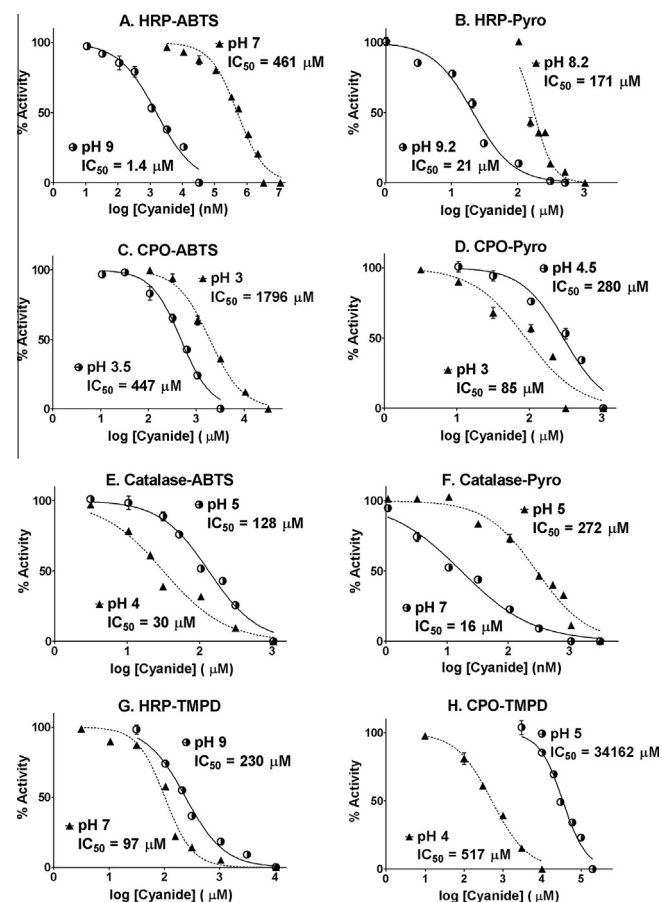 A. HRP-ABTS
% Activity
100
50
0
pH 7
IC50 = 461 μM
pH 9
IC50 = 1.4 μM
0 1 2 3 4 5 6 7
log [Cyanide] (nM)
B. HRP-Pyro
% Activity
100
50
0
pH 8.2
IC50 = 171 μM
pH 9.2
IC50 = 21 μM
0 1 2 3
log [Cyanide] ( μM)
C. CPO-ABTS
% Activity
100
50
0
pH 3
IC50 = 1796 μM
pH 3.5
IC50 = 447 μM
0 1 2 3 4 5
log [Cyanide] ( μM)
D. CPO-Pyro
% Activity
100
50
0
pH 4.5
IC50 = 280 μM
pH 3
IC50 = 85 μM
0 1 2 3
log [Cyanide] ( μM)
E. Catalase-ABTS
% Activity
100
50
0
pH 5
IC50 = 128 μM
pH 4
IC50 = 30 μM
0 1 2 3
log [Cyanide] ( μM)
F. Catalase-Pyro
% Activity
100
50
0
pH 5
IC50 = 272 μM
pH 7
IC50 = 16 μM
0 1 2 3
log [Cyanide] (nM)
G. HRP-TMPD
% Activity
100
50
0
pH 9
IC50 = 230 μM
pH 7
IC50 = 97 μM
0 1 2 3 4
log [Cyanide] ( μM)
H. CPO-TMPD
% Activity
100
50
0
pH 5
IC50 = 34162 μM
pH 4
IC50 = 517 μM
0 1 2 3 4 5
log [Cyanide] ( μM)